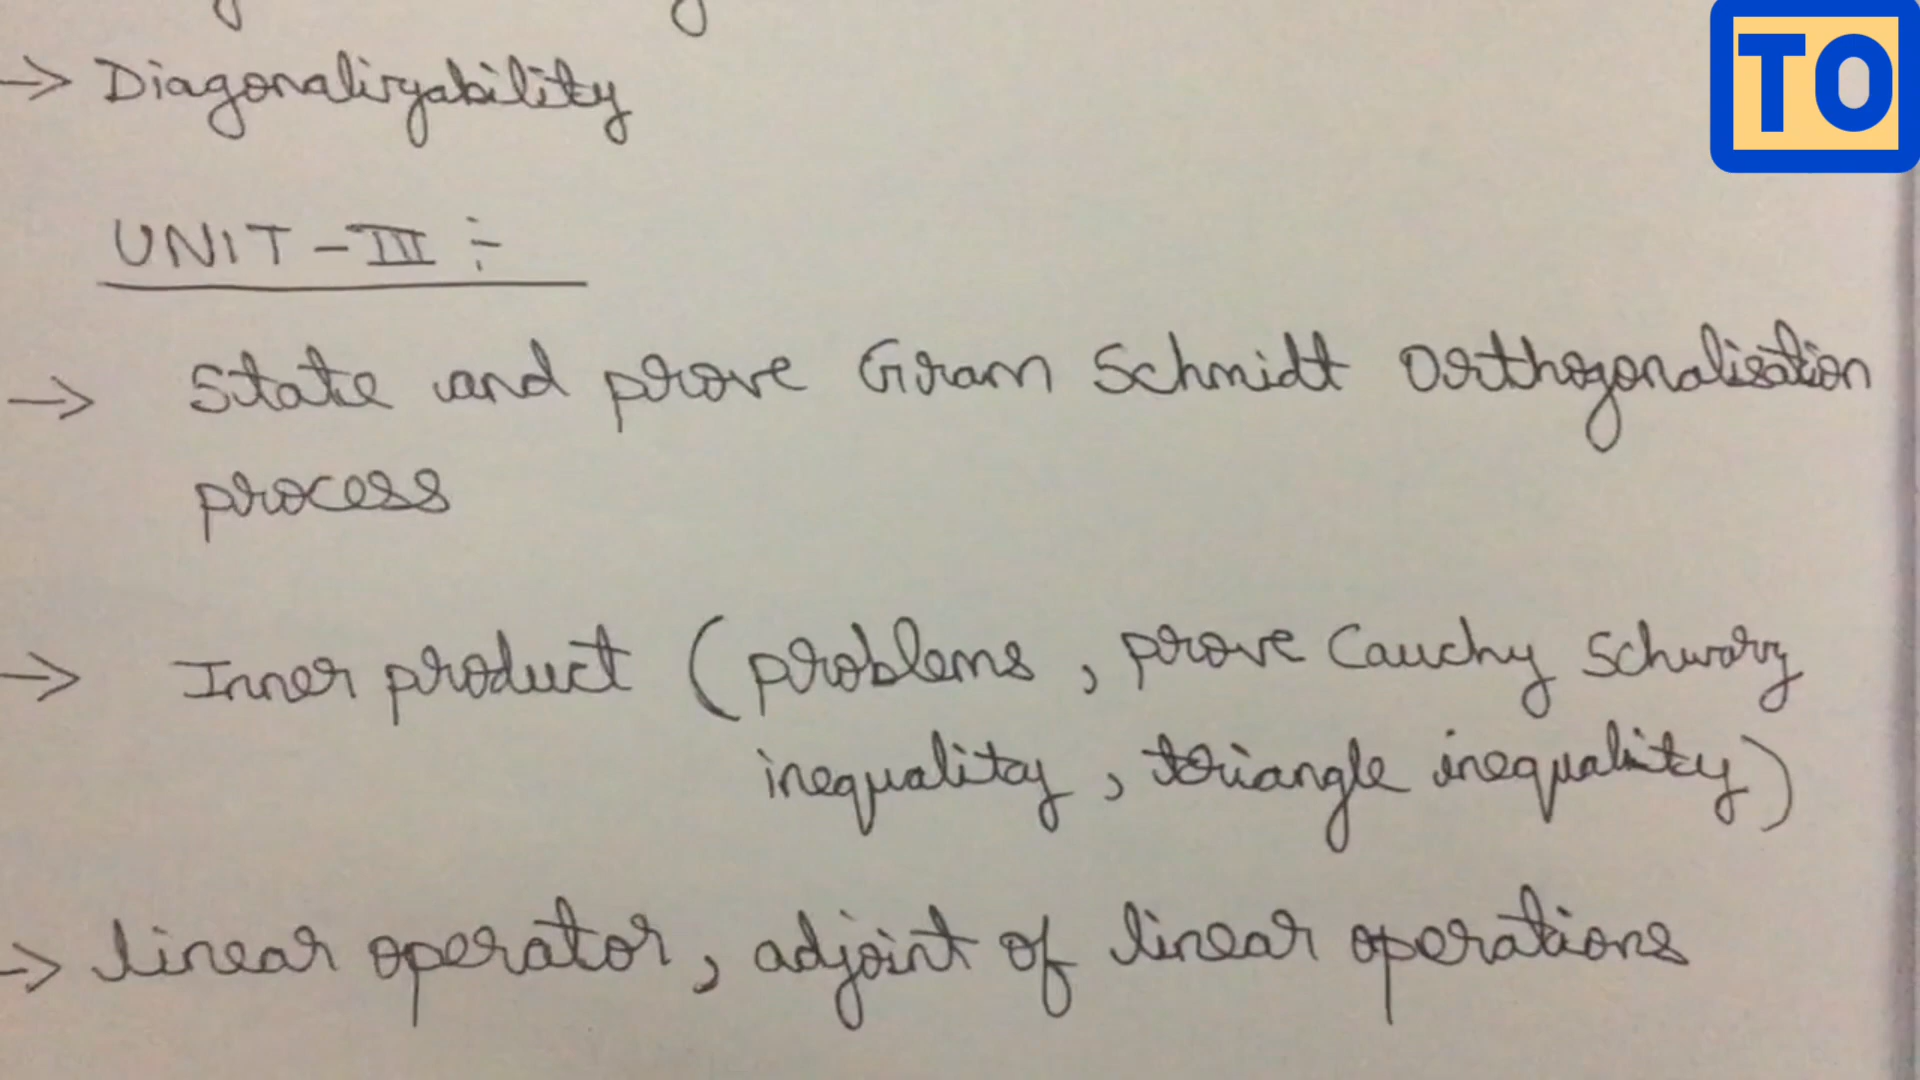 → Diagonalizability
UNIT - III :-
→ State and prove Gram Schmidt Orthogonalisation
process
→ Inner product (problems, prove Cauchy Schwarz
inequality, triangle inequality)
→ linear operator, adjoint of linear operations
TO